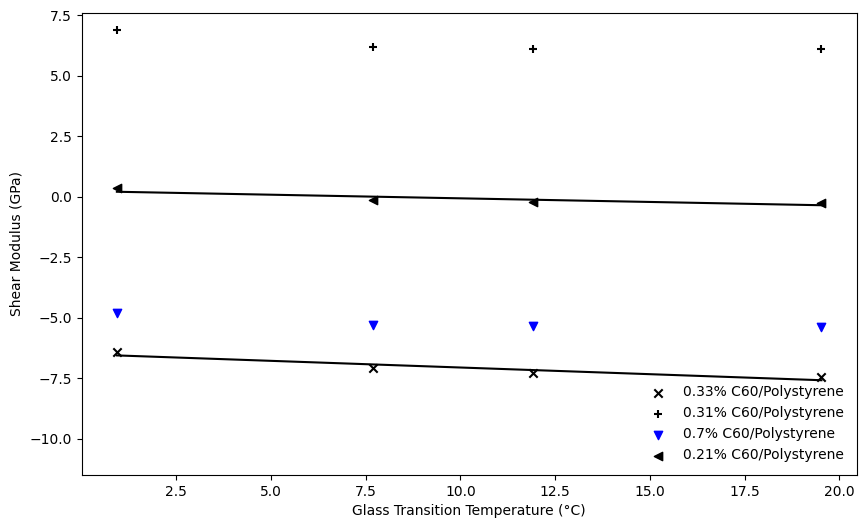 7.5
5.0
2.5
0.0
−2.5
−5.0
−7.5
−10.0
Shear Modulus (GPa)
0.33% C60/Polystyrene
0.31% C60/Polystyrene
0.7% C60/Polystyrene
0.21% C60/Polystyrene
2.5 5.0 7.5 10.0 12.5 15.0 17.5 20.0
Glass Transition Temperature (°C)